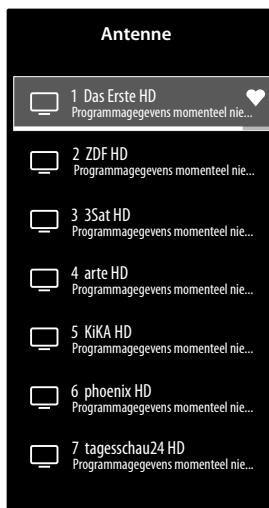 Antenne
1 Das Erste HD
Programmagegevens momenteel nie...
2 ZDF HD
Programmagegevens momenteel nie...
3 3Sat HD
Programmagegevens momenteel nie...
4 arte HD
Programmagegevens momenteel nie...
5 KiKA HD
Programmagegevens momenteel nie...
6 phoenix HD
Programmagegevens momenteel nie...
7 tagesschau24 HD
Programmagegevens momenteel nie...